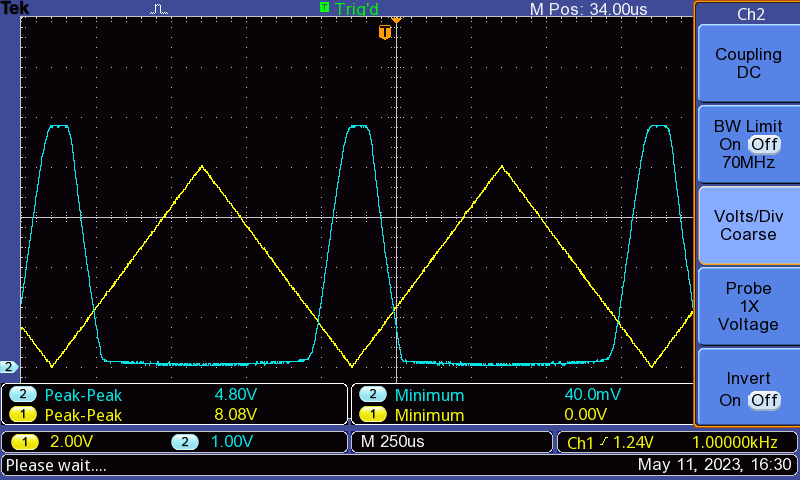 Tek
T Trig'd
M Pos: 34.00us
Ch2
T
Coupling
DC
BW Limit
On Off
70MHz
Volts/Div
Coarse
Probe
1X
Voltage
Invert
On Off
2
2 Peak-Peak 4.80V
1 Peak-Peak 8.08V
2 Minimum 40.0mV
1 Minimum 0.00V
1 2.00V 2 1.00V
M 250us
Ch1 1.24V 1.00000kHz
Please wait....
May 11, 2023, 16:30